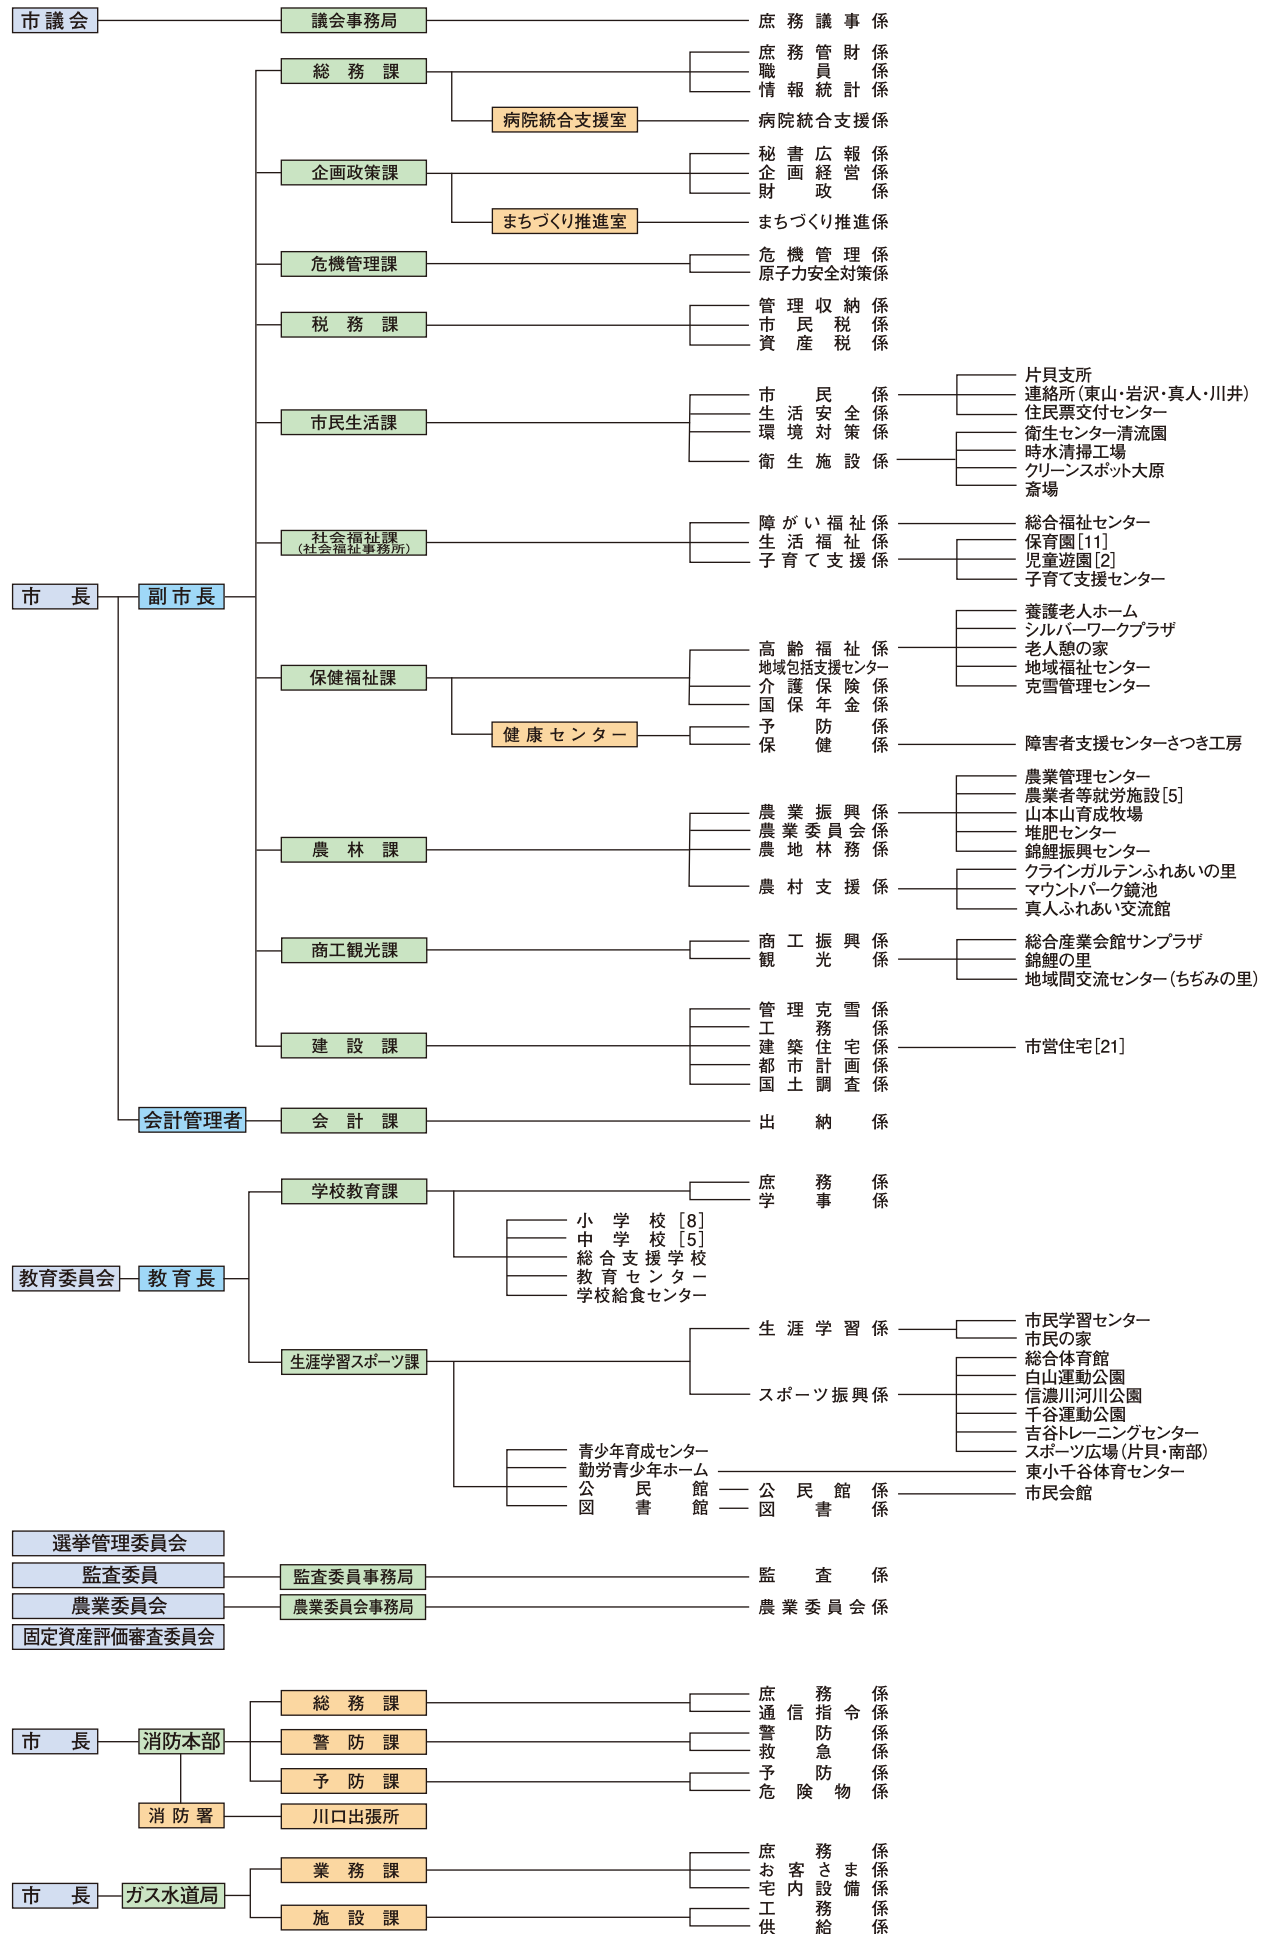 市議会 議会事務局 庶務議事係
総務課 庶務管財係
職員係
情報統計係
病院統合支援室 病院統合支援係
企画政策課 秘書広報係
企画経営係
財政係
まちづくり推進室 まちづくり推進係
危機管理課 危機管理係
原子力安全対策係
税務課 管理収納係
市民税係
資産税係
市民生活課 市民係 片貝支所
連絡所(東山・岩沢・真人・川井)
住民票交付センター
生活安全係
環境対策係
衛生施設係 衛生センター清流園
時水清掃工場
クリーンスポット大原
斎場
社会福祉課
(社会福祉事務所)
障がい福祉係 総合福祉センター
生活福祉係
子育て支援係 保育園[11]
児童遊園[2]
子育て支援センター
市長 副市長
保健福祉課 高齢福祉係 養護老人ホーム
シルバーワークプラザ
老人憩の家
地域福祉センター
克雪管理センター
地域包括支援センター
介護保険係
国保年金係
健康センター 予防係
保健係 障害者支援センターさつき工房
農林課 農業振興係 農業管理センター
農業者等就労施設[5]
山本山育成牧場
堆肥センター
錦鯉振興センター
農業委員会係
農地林務係
農村支援係 クラインガルテンふれあいの里
マウントパーク鏡池
真人ふれあい交流館
商工観光課 商工振興係
観光係 総合産業会館サンプラザ
錦鯉の里
地域間交流センター(ちぢみの里)
建設課 管理克雪係
工務係
建築住宅係 市営住宅[21]
都市計画係
国土調査係
会計管理者 会計課 出納係
教育委員会 教育長
学校教育課 庶務係
学事係
小学校[8]
中学校[5]
総合支援学校
教育センター
学校給食センター
生涯学習スポーツ課 生涯学習係 市民学習センター
市民の家
スポーツ振興係 総合体育館
白山運動公園
信濃川河川公園
千谷運動公園
吉谷トレーニングセンター
スポーツ広場(片貝・南部)
青少年育成センター
勤労青少年ホーム 東小千谷体育センター
公民館 公民館係 市民会館
図書館 図書係
選挙管理委員会
監査委員 監査委員事務局 監査係
農業委員会 農業委員会事務局 農業委員会係
固定資産評価審査委員会
市長 消防本部
総務課 庶務係
通信指令係
警防課 警防係
救急係
予防課 予防係
危険物係
消防署 川口出張所
市長 ガス水道局
業務課 庶務係
お客さま係
宅内設備係
施設課 工務係
供給係